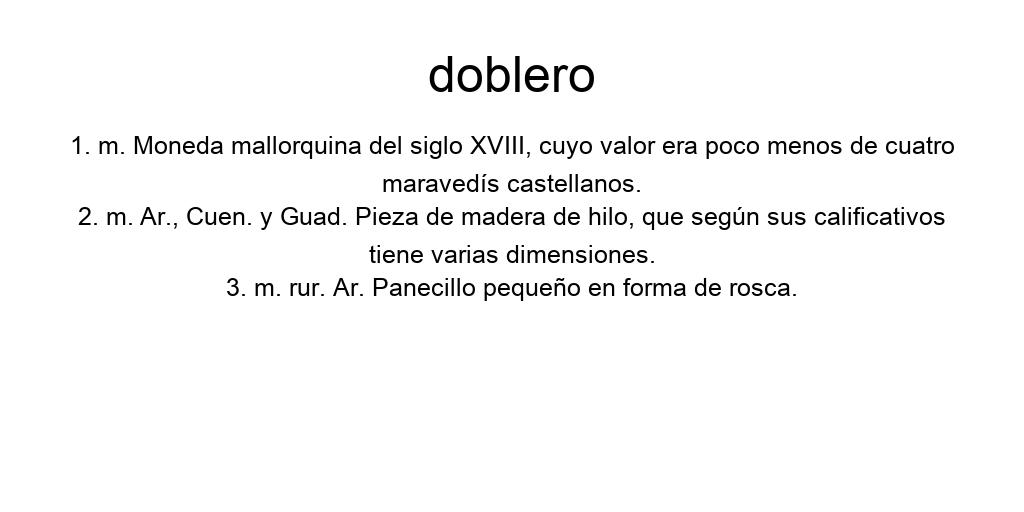 doblero
1. m. Moneda mallorquina del siglo XVIII, cuyo valor era poco menos de cuatro
maravedís castellanos.
2. m. Ar., Cuen. y Guad. Pieza de madera de hilo, que según sus calificativos
tiene varias dimensiones.
3. m. rur. Ar. Panecillo pequeño en forma de rosca.